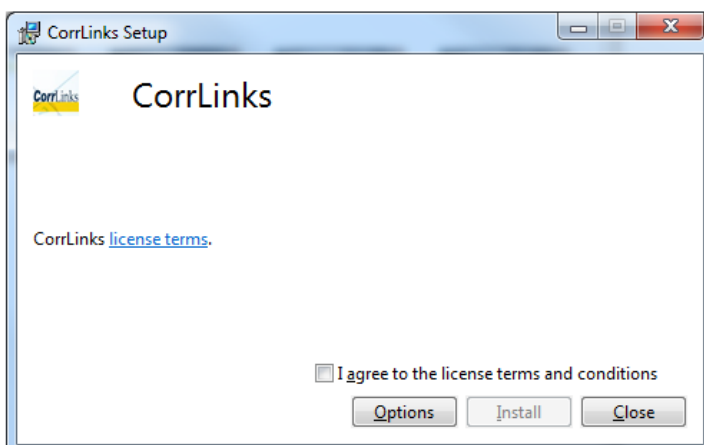 CorrLinks Setup
CorrLinks
CorrLinks
CorrLinks license terms.
I agree to the license terms and conditions
Options
Install
Close